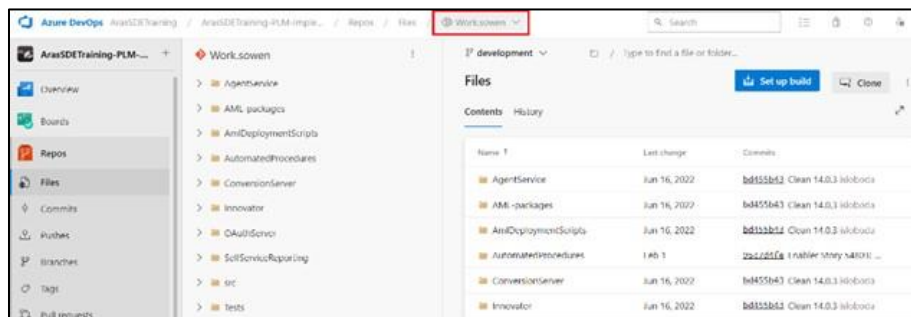 Azure DevOps ArasSDETraining / ArasSDETraining-PLM-Imple... / Repos / Files / Work.sowen
Search
ArasSDETraining-PLM-... +
Overview
Boards
Repos
Files
Commits
Pushes
Branches
Tags
Pull requests
Work.sowen
AgentService
AML-packages
AmlDeploymentScripts
AutomatedProcedures
ConversionServer
Innovator
OAuthServer
SelfServiceReporting
src
Tests
development / Type to find a file or folder...
Files
Set up build
Clone
Contents History
Name ↑ Last change Commits
AgentService Jun 16, 2022 bd455b43 Clean 14.0.3
AML-packages Jun 16, 2022 bd455b43 Clean 14.0.3
AmlDeploymentScripts Jun 16, 2022 bd455b43 Clean 14.0.3
AutomatedProcedures Feb 1 Enabler Story
ConversionServer Jun 16, 2022 bd455b43 Clean 14.0.3
Innovator Jun 16, 2022 bd455b43 Clean 14.0.3